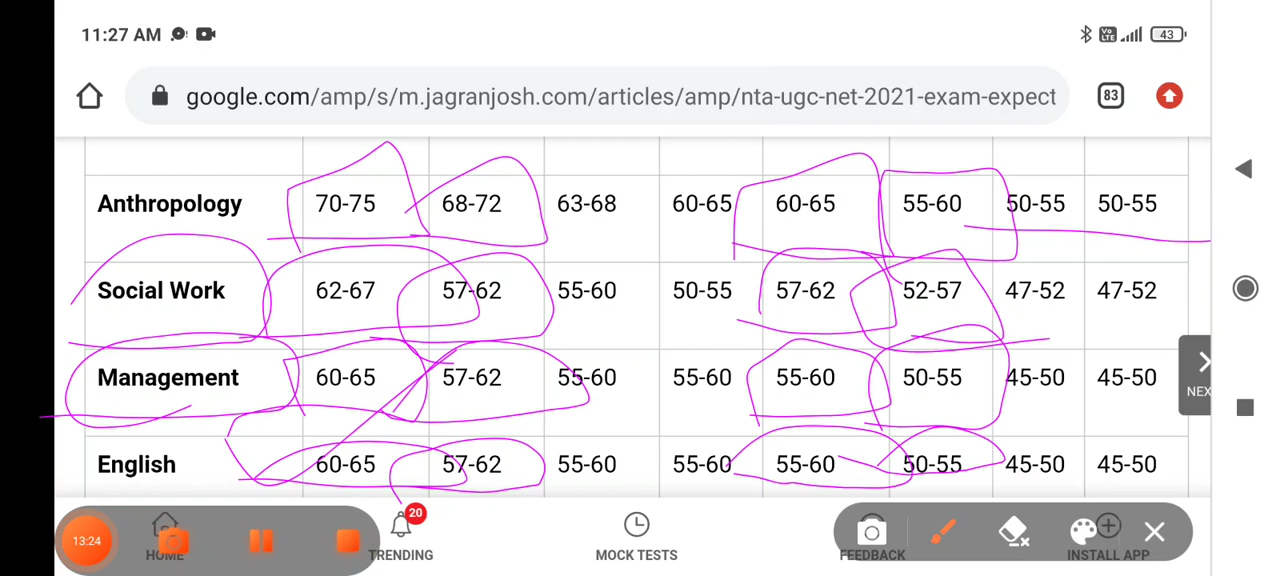 11:27 AM Vo LTE 43
google.com/amp/s/m.jagranjosh.com/articles/amp/nta-ugc-net-2021-exam-expect 83
Anthropology 70-75 68-72 63-68 60-65 60-65 55-60 50-55 50-55
Social Work 62-67 57-62 55-60 50-55 57-62 52-57 47-52 47-52
Management 60-65 57-62 55-60 55-60 55-60 50-55 45-50 45-50
NEX
English 60-65 57-62 55-60 55-60 55-60 50-55 45-50 45-50
20
13:24
HOME TRENDING MOCK TESTS FEEDBACK INSTALL APP